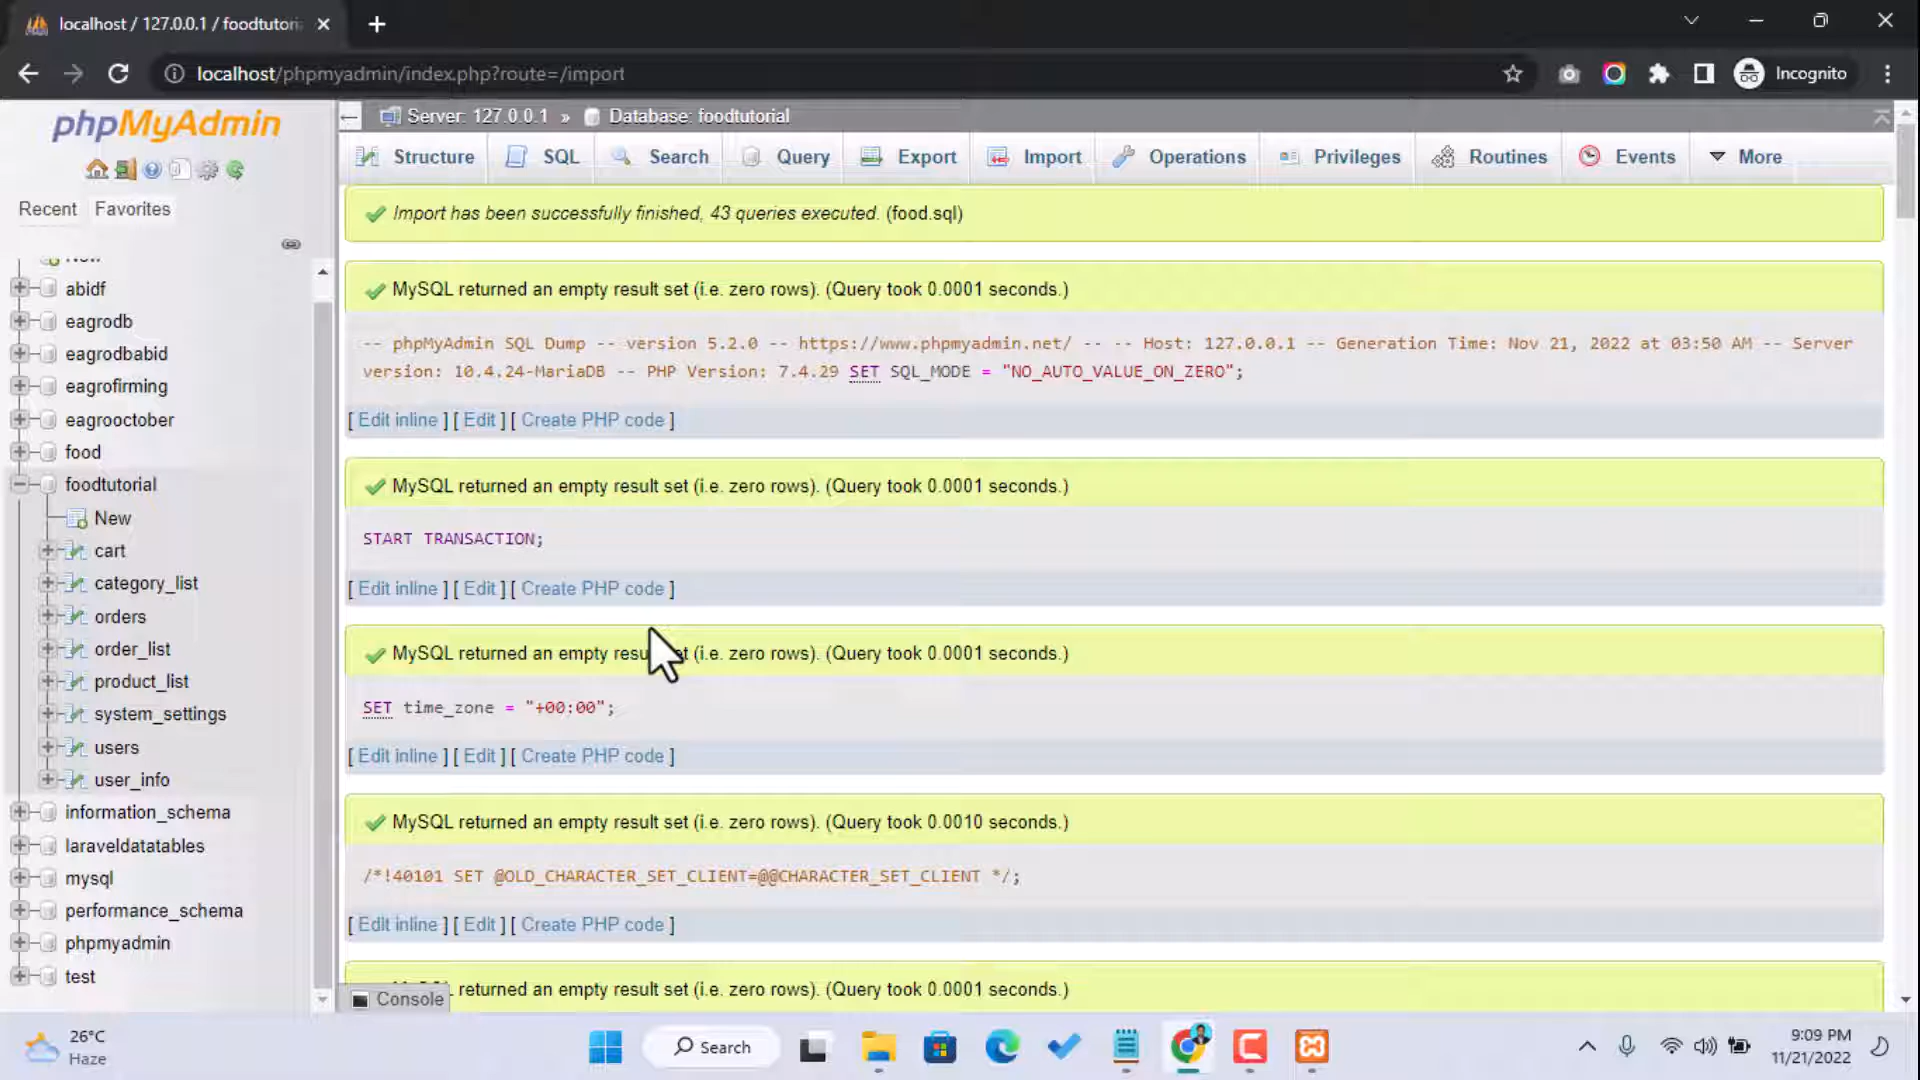 localhost / 127.0.0.1 / foodtutori
localhost/phpmyadmin/index.php?route=/import
Incognito
phpMyAdmin
Recent Favorites
New
abidf
eagrodb
eagrodbabid
eagrofirming
eagrooctober
food
foodtutorial
New
cart
category_list
orders
order_list
product_list
system_settings
users
user_info
information_schema
laraveldatatables
mysql
performance_schema
phpmyadmin
test
Server: 127.0.0.1 » Database: foodtutorial
Structure SQL Search Query Export Import Operations Privileges Routines Events More
Import has been successfully finished, 43 queries executed. (food.sql)
MySQL returned an empty result set (i.e. zero rows). (Query took 0.0001 seconds.)
-- phpMyAdmin SQL Dump -- version 5.2.0 -- https://www.phpmyadmin.net/ -- -- Host: 127.0.0.1 -- Generation Time: Nov 21, 2022 at 03:50 AM -- Server
version: 10.4.24-MariaDB -- PHP Version: 7.4.29 SET SQL_MODE = "NO_AUTO_VALUE_ON_ZERO";
[ Edit inline ] [ Edit ] [ Create PHP code ]
MySQL returned an empty result set (i.e. zero rows). (Query took 0.0001 seconds.)
START TRANSACTION;
[ Edit inline ] [ Edit ] [ Create PHP code ]
MySQL returned an empty result set (i.e. zero rows). (Query took 0.0001 seconds.)
SET time_zone = "+00:00";
[ Edit inline ] [ Edit ] [ Create PHP code ]
MySQL returned an empty result set (i.e. zero rows). (Query took 0.0010 seconds.)
/*!40101 SET @OLD_CHARACTER_SET_CLIENT=@@CHARACTER_SET_CLIENT */;
[ Edit inline ] [ Edit ] [ Create PHP code ]
MySQL returned an empty result set (i.e. zero rows). (Query took 0.0001 seconds.)
Console
26°C
Haze
Search
9:09 PM
11/21/2022